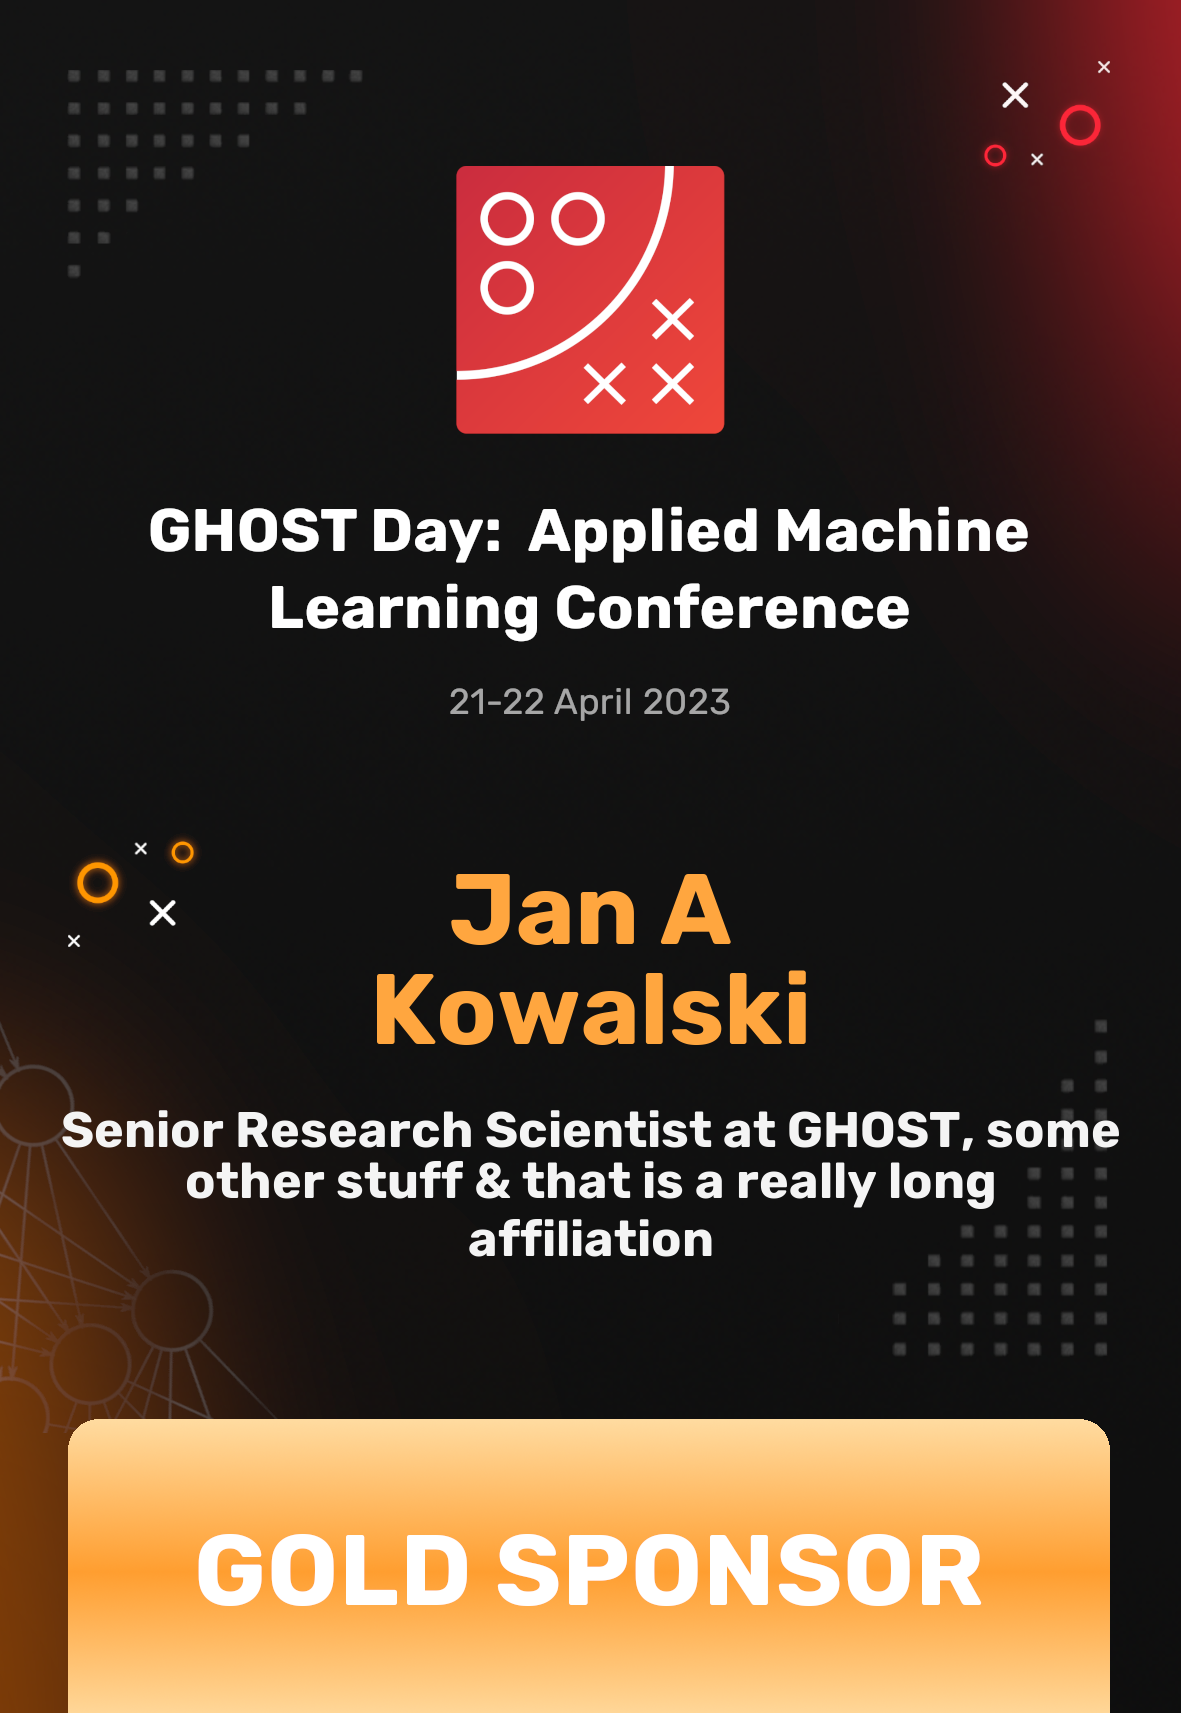 GHOST Day: Applied Machine
Learning Conference
21-22 April 2023
Jan A
Kowalski
Senior Research Scientist at GHOST, some
other stuff & that is a really long
affiliation
GOLD SPONSOR